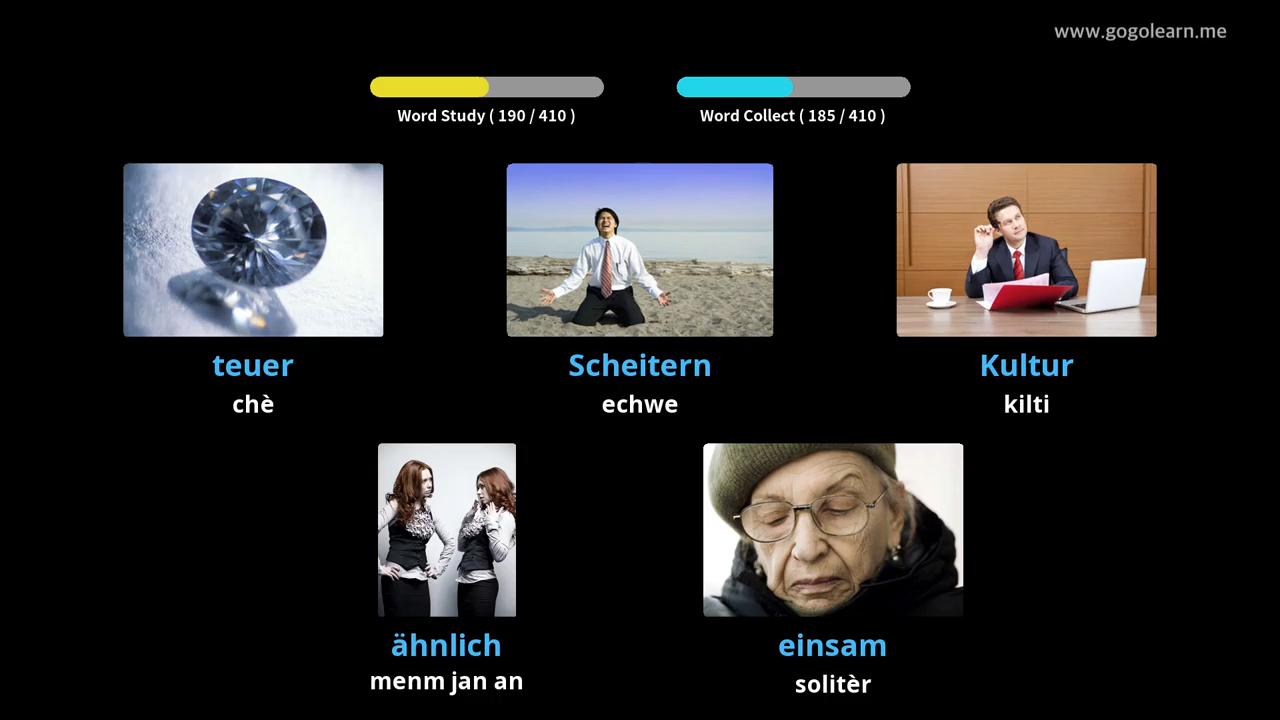 www.gogolearn.me
Word Study ( 190 / 410 )
Word Collect ( 185 / 410 )
teuer
chè
Scheitern
echwe
Kultur
kilti
ähnlich
menm jan an
einsam
solitèr